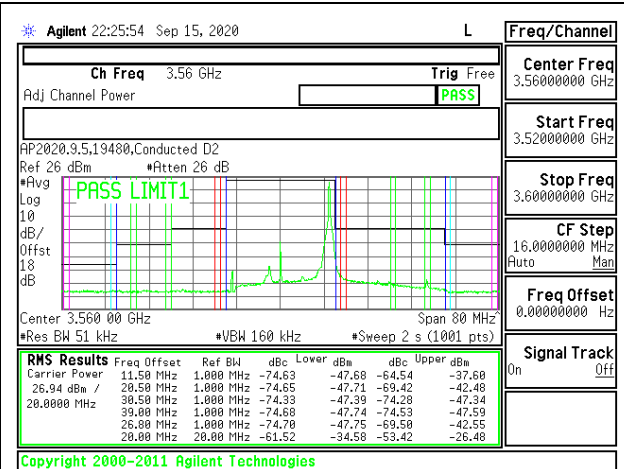 Agilent 22:25:54 Sep 15, 2020 L
Freq/Channel
Ch Freq 3.56 GHz Trig Free
Adj Channel Power PASS
Center Freq
3.56000000 GHz
Start Freq
3.52000000 GHz
Stop Freq
3.60000000 GHz
CF Step
16.0000000 MHz
Auto Man
Freq Offset
0.00000000 Hz
Signal Track
On Off
AP2020.9.5,19480,Conducted D2
Ref 26 dBm #Atten 26 dB
#Avg
Log
10
dB/
Offst
18
dB
PASS LIMIT1
Center 3.560 00 GHz Span 80 MHz^
#Res BW 51 kHz #VBW 160 kHz #Sweep 2 s (1001 pts)
RMS Results Freq Offset Ref BW dBc Lower dBm dBc Upper dBm
Carrier Power 11.50 MHz 1.000 MHz -74.63 -47.68 -64.54 -37.60
26.94 dBm / 20.50 MHz 1.000 MHz -74.65 -47.71 -69.42 -42.48
20.0000 MHz 30.50 MHz 1.000 MHz -74.33 -47.39 -74.28 -47.34
39.00 MHz 1.000 MHz -74.68 -47.74 -74.53 -47.59
26.80 MHz 1.000 MHz -74.70 -47.75 -69.50 -42.55
20.00 MHz 20.00 MHz -61.52 -34.58 -53.42 -26.48
Copyright 2000-2011 Agilent Technologies